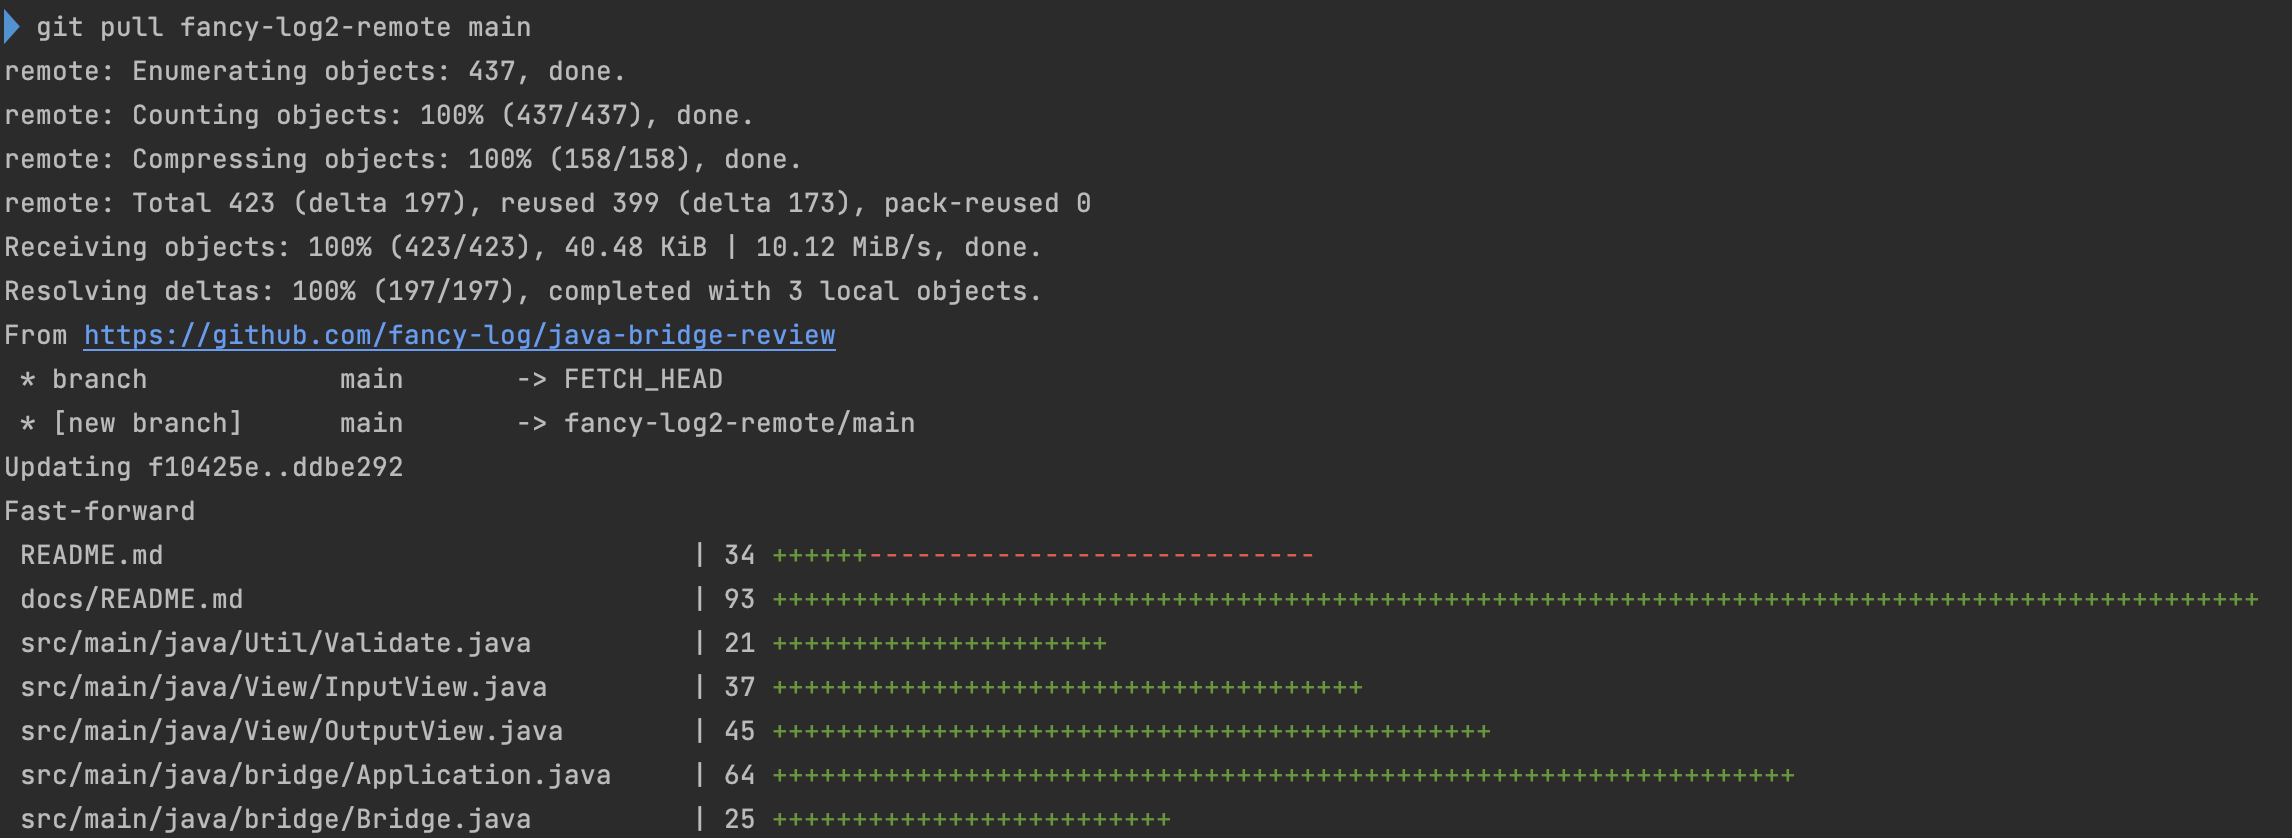 git pull fancy-log2-remote main
remote: Enumerating objects: 437, done.
remote: Counting objects: 100% (437/437), done.
remote: Compressing objects: 100% (158/158), done.
remote: Total 423 (delta 197), reused 399 (delta 173), pack-reused 0
Receiving objects: 100% (423/423), 40.48 KiB | 10.12 MiB/s, done.
Resolving deltas: 100% (197/197), completed with 3 local objects.
From https://github.com/fancy-log/java-bridge-review
 * branch            main       -> FETCH_HEAD
 * [new branch]      main       -> fancy-log2-remote/main
Updating f10425e..ddbe292
Fast-forward
 README.md                                 | 34 ++++++----------------------------
 docs/README.md                            | 93 +++++++++++++++++++++++++++++++++++++++++++++++++++++++++++++++++++++++++++++++++++++++++++++
 src/main/java/Util/Validate.java          | 21 +++++++++++++++++++++
 src/main/java/View/InputView.java         | 37 +++++++++++++++++++++++++++++++++++++
 src/main/java/View/OutputView.java        | 45 +++++++++++++++++++++++++++++++++++++++++++++
 src/main/java/bridge/Application.java     | 64 ++++++++++++++++++++++++++++++++++++++++++++++++++++++++++++++++
 src/main/java/bridge/Bridge.java          | 25 +++++++++++++++++++++++++